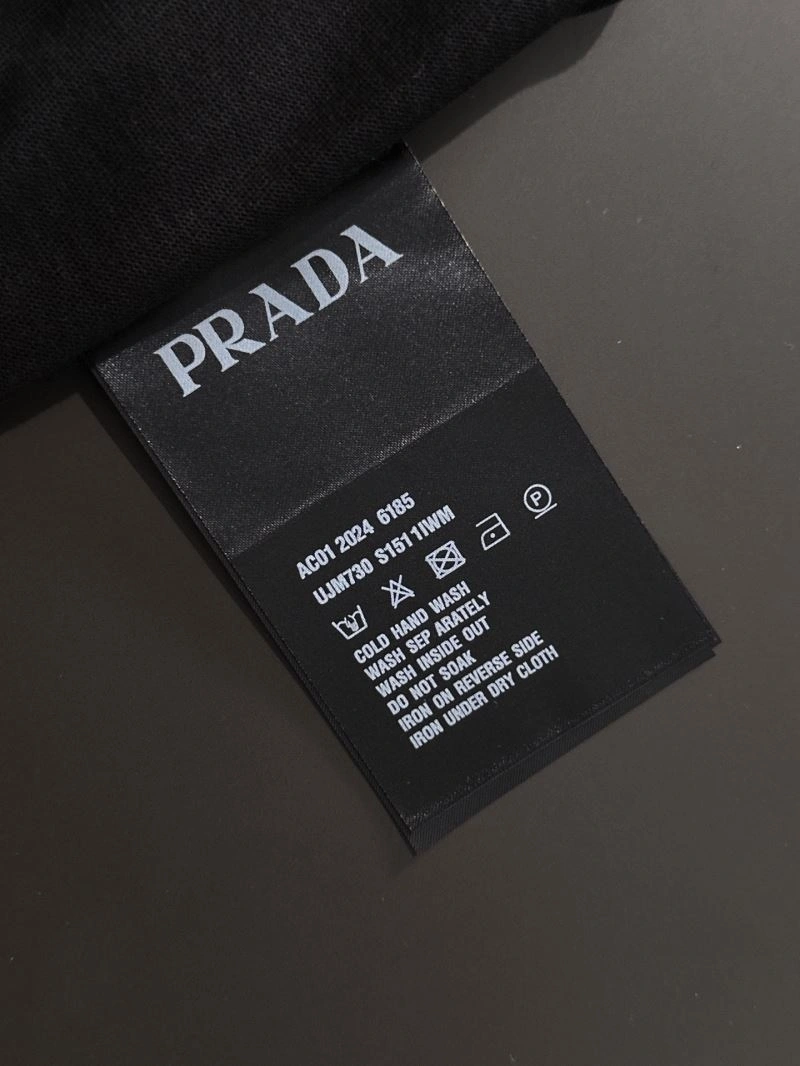 PRADA
AC01 2024 6185
UJM730 S151 1IWM
P
COLD HAND WASH
WASH SEP ARATELY
WASH INSIDE OUT
DO NOT SOAK
IRON ON REVERSE SIDE
IRON UNDER DRY CLOTH